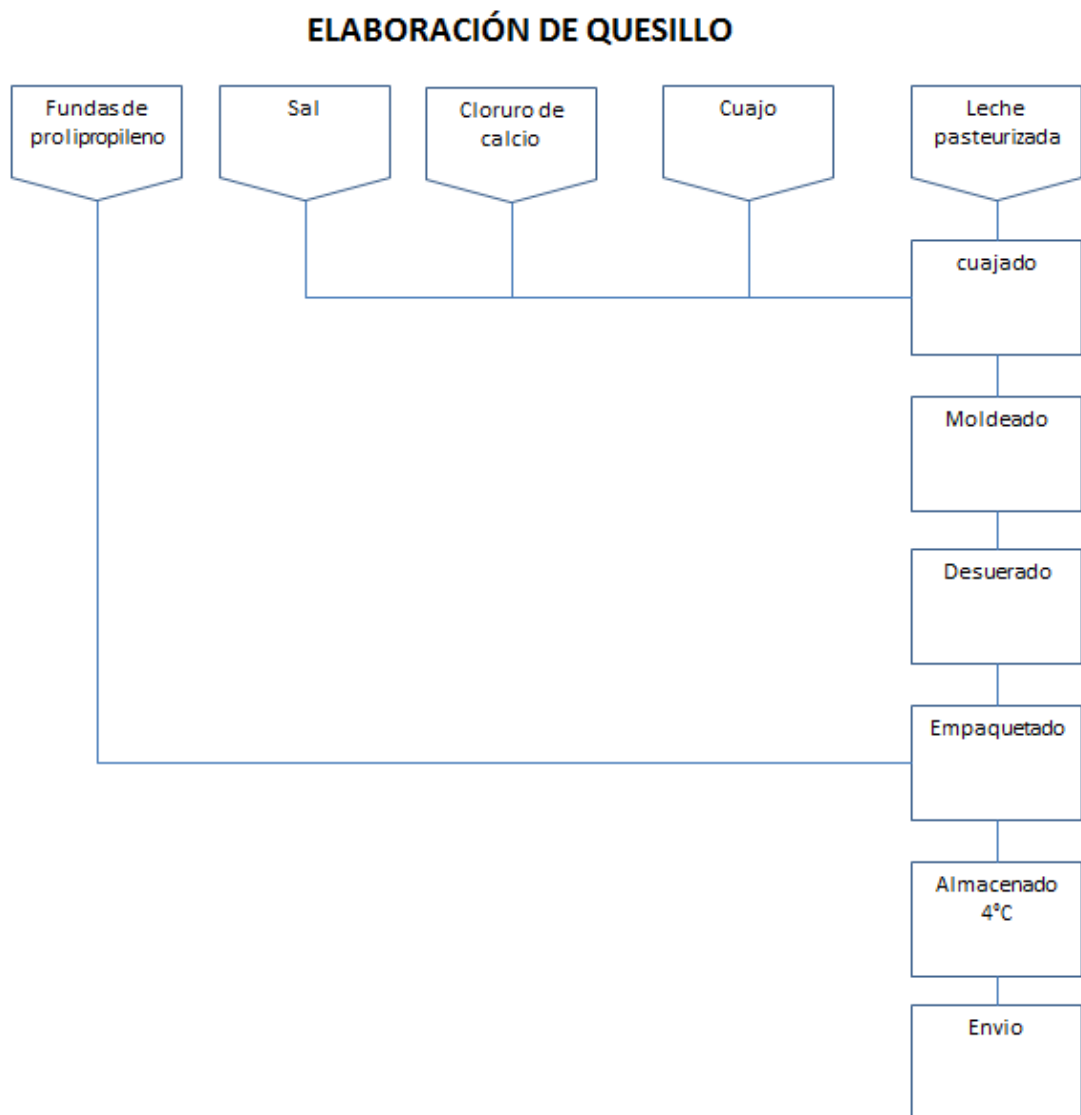 ELABORACIÓN DE QUESILLO
Fundas de
prolipropileno
Sal
Cloruro de
calcio
Cuajo
Leche
pasteurizada
cuajado
Moldeado
Desuerado
Empaquetado
Almacenado
4°C
Envio